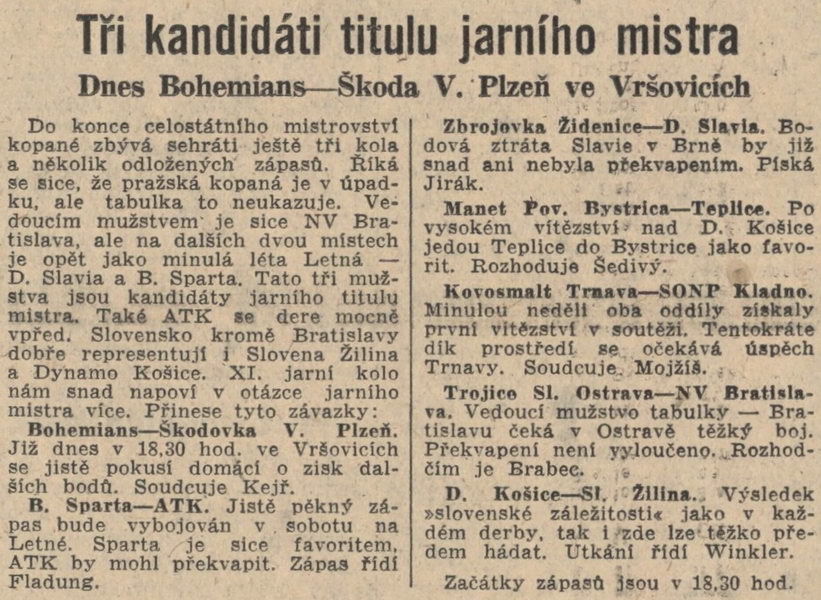 Tři kandidáti titulu jarního mistra
Dnes Bohemians—Škoda V. Plzeň ve Vršovicích
Do konce celostátního mistrovství
kopané zbývá sehráti ještě tři kola
a několik odložených zápasů. Říká
se sice, že pražská kopaná je v úpad-
ku, ale tabulka to neukazuje. Ve-
doucím mužstvem je sice NV Bra-
tislava, ale na dalších dvou místech
je opět jako minulá léta Letná —
D. Slavia a B. Sparta. Tato tři muž-
stva jsou kandidáty jarního titulu
mistra. Také ATK se dere mocně
vpřed. Slovensko kromě Bratislavy
dobře representují i Slovena Žilina
a Dynamo Košice. XI. jarní kolo
nám snad napoví v otázce jarního
mistra více. Přinese tyto závazky:
Bohemians—Škodovka V. Plzeň.
Již dnes v 18,30 hod. ve Vršovicích
se jistě pokusí domácí o zisk dal-
ších bodů. Soudcuje Kejř.
B. Sparta—ATK. Jistě pěkný zá-
pas bude vybojován v sobotu na
Letné. Sparta je sice favoritem,
ATK by mohl překvapit. Zápas řídí
Fladung.
Zbrojovka Židenice—D. Slavia. Bo-
dová ztráta Slavie v Brně by již
snad ani nebyla překvapením. Píská
Jirák.
Manet Pov. Bystrica—Teplice. Po
vysokém vítězství nad D. Košice
jedou Teplice do Bystrice jako favo-
rit. Rozhoduje Šedivý.
Kovosmalt Trnava—SONP Kladno.
Minulou neděli oba oddíly získaly
první vítězství v soutěži. Tentokráte
dík prostředí se očekává úspěch
Trnavy. Soudcuje Mojžíš.
Trojice Sl. Ostrava—NV Bratisla-
va. Vedoucí mužstvo tabulky — Bra-
tislavu čeká v Ostravě těžký boj.
Překvapení není vyloučeno. Rozhod-
čím je Brabec.
D. Košice—Sl. Žilina. Výsledek
»slovenské záležitosti« jako v kaž-
dém derby, tak i zde lze těžko pře-
dem hádat. Utkání řídí Winkler.
Začátky zápasů jsou v 18,30 hod.